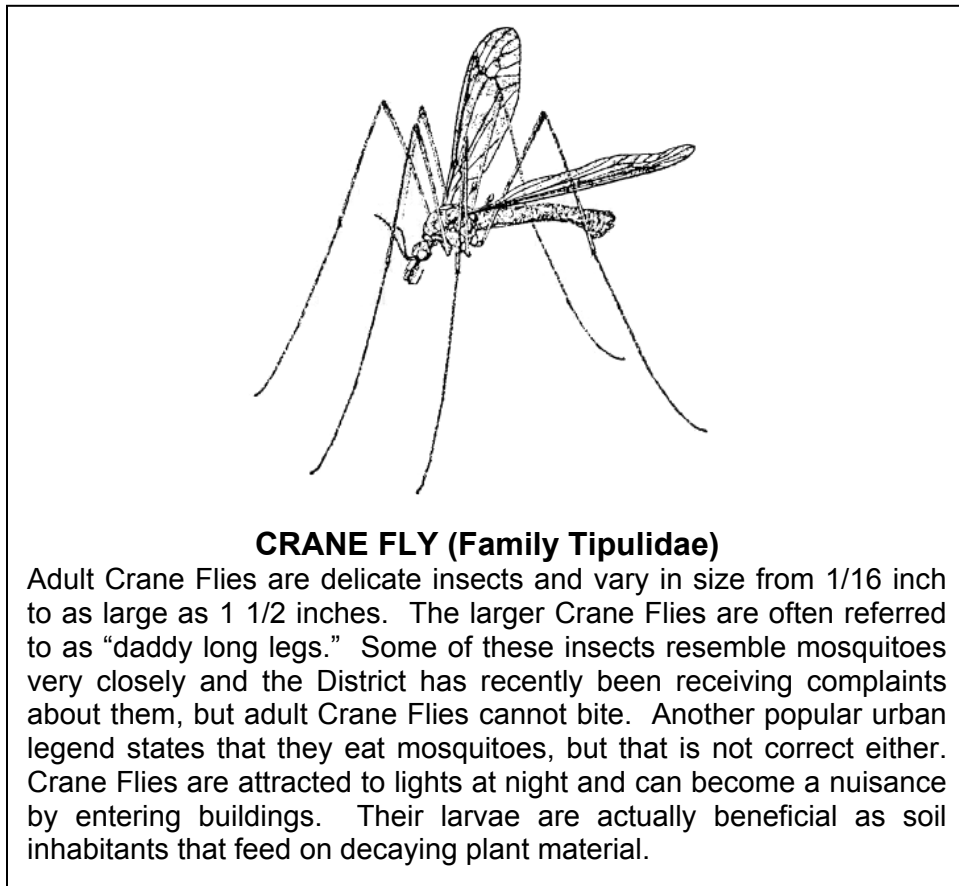 CRANE FLY (Family Tipulidae)
Adult Crane Flies are delicate insects and vary in size from 1/16 inch
to as large as 1 1/2 inches.  The larger Crane Flies are often referred
to as “daddy long legs.”  Some of these insects resemble mosquitoes
very closely and the District has recently been receiving complaints
about them, but adult Crane Flies cannot bite.  Another popular urban
legend states that they eat mosquitoes, but that is not correct either.
Crane Flies are attracted to lights at night and can become a nuisance
by entering buildings.  Their larvae are actually beneficial as soil
inhabitants that feed on decaying plant material.